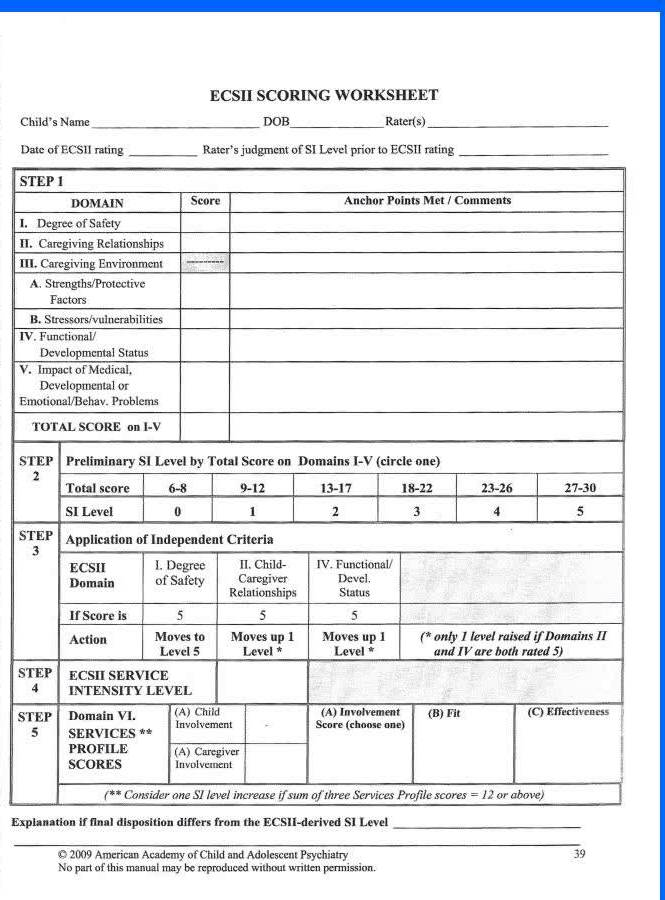 ECSII SCORING WORKSHEET
Child's Name DOB Rater(s)
Date of ECSII rating Rater's judgment of SI Level prior to ECSII rating
STEP 1
DOMAIN Score Anchor Points Met / Comments
I. Degree of Safety
II. Caregiving Relationships
III. Caregiving Environment ----------
A. Strengths/Protective
Factors
B. Stressors/vulnerabilities
IV. Functional/
Developmental Status
V. Impact of Medical,
Developmental or
Emotional/Behav. Problems
TOTAL SCORE on I-V
STEP 2 Preliminary SI Level by Total Score on Domains I-V (circle one)
Total score 6-8 9-12 13-17 18-22 23-26 27-30
SI Level 0 1 2 3 4 5
STEP 3 Application of Independent Criteria
ECSII Domain I. Degree of Safety II. Child-Caregiver Relationships IV. Functional/ Devel. Status
If Score is 5 5 5
Action Moves to Level 5 Moves up 1 Level * Moves up 1 Level * (* only 1 level raised if Domains II and IV are both rated 5)
STEP 4 ECSII SERVICE INTENSITY LEVEL
STEP 5 Domain VI. SERVICES ** PROFILE SCORES (A) Child Involvement (A) Caregiver Involvement (A) Involvement Score (choose one) (B) Fit (C) Effectiveness
(** Consider one SI level increase if sum of three Services Profile scores = 12 or above)
Explanation if final disposition differs from the ECSII-derived SI Level
© 2009 American Academy of Child and Adolescent Psychiatry 39
No part of this manual may be reproduced without written permission.